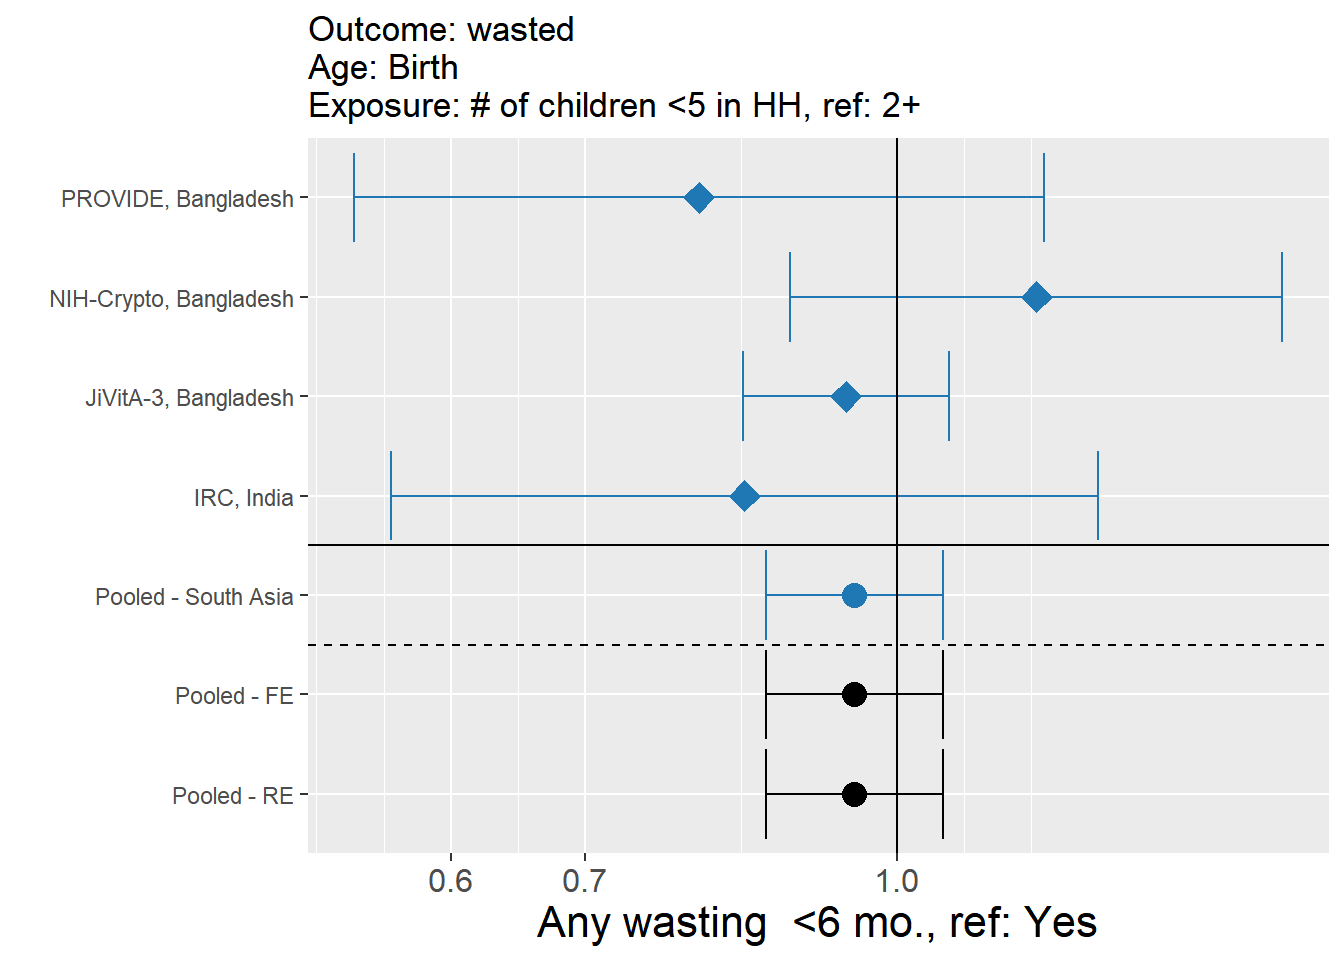 Outcome: wasted
Age: Birth
Exposure: # of children <5 in HH, ref: 2+
PROVIDE, Bangladesh
NIH-Crypto, Bangladesh
JiVitA-3, Bangladesh
IRC, India
Pooled - South Asia
Pooled - FE
Pooled - RE
0.6 0.7 1.0
Any wasting  <6 mo., ref: Yes